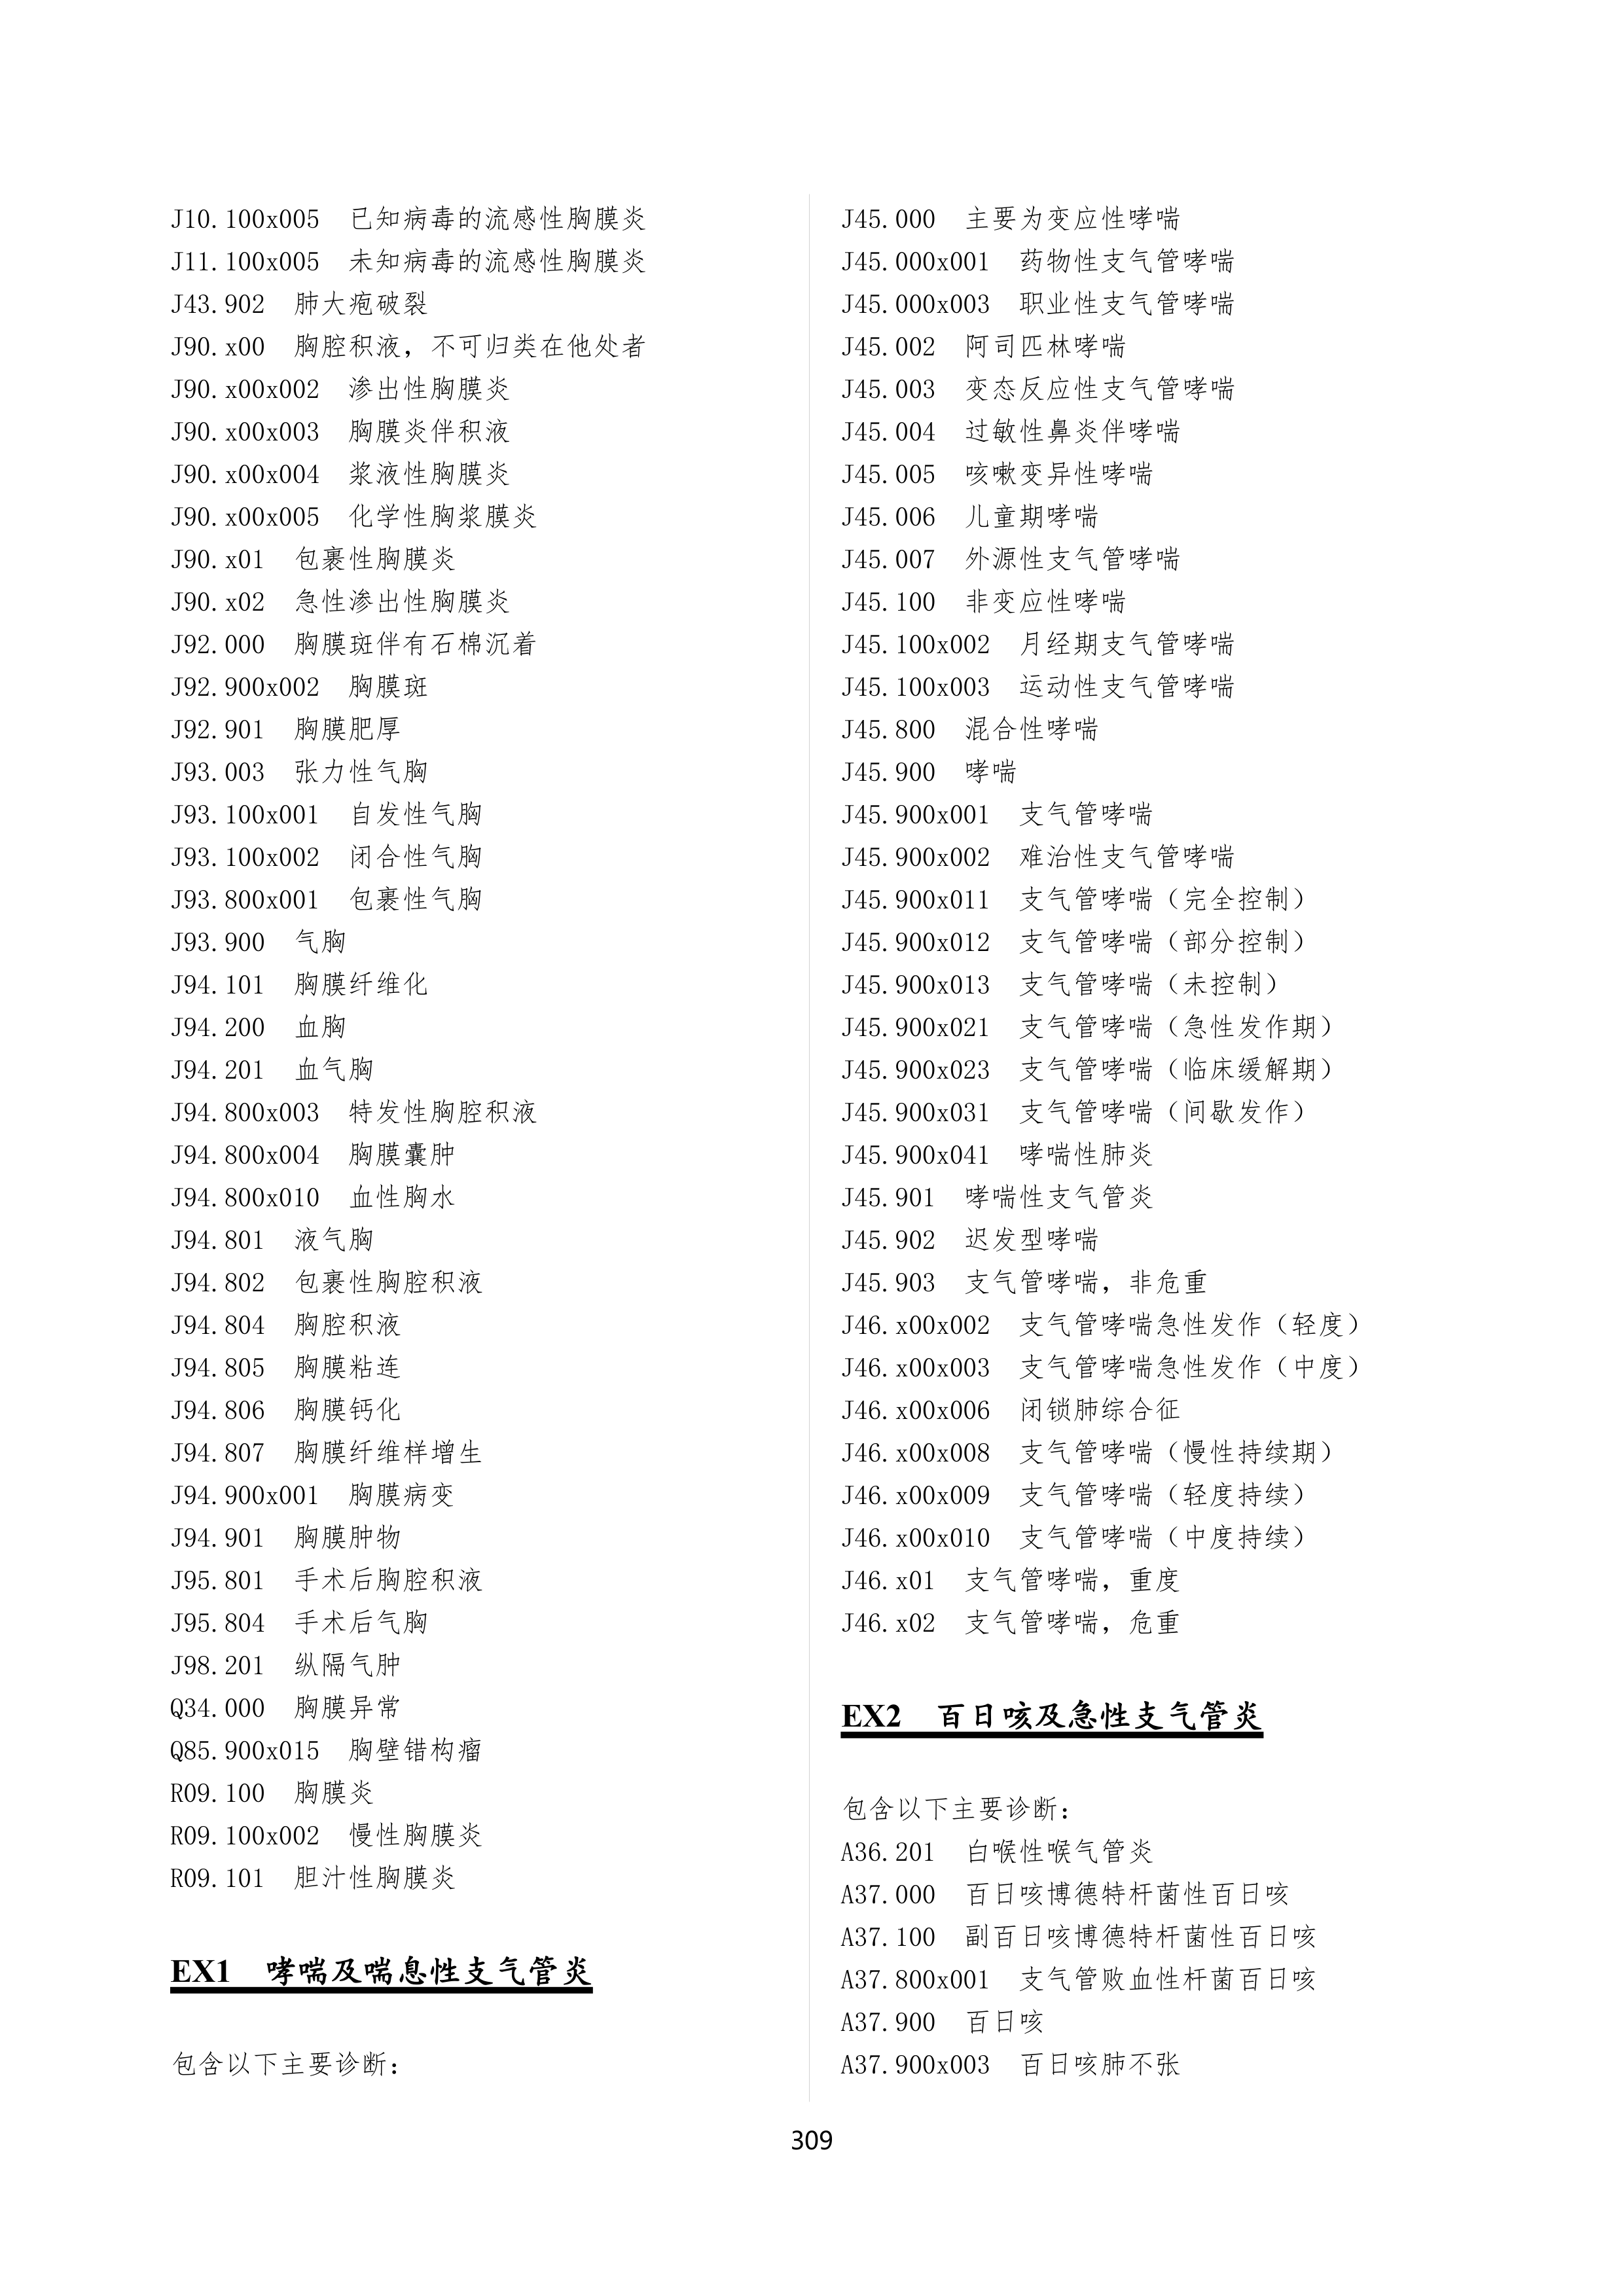 J10.100x005 已知病毒的流感性胸膜炎
J11.100x005 未知病毒的流感性胸膜炎
J43.902 肺大疱破裂
J90.x00 胸腔积液，不可归类在他处者
J90.x00x002 渗出性胸膜炎
J90.x00x003 胸膜炎伴积液
J90.x00x004 浆液性胸膜炎
J90.x00x005 化学性胸浆膜炎
J90.x01 包裹性胸膜炎
J90.x02 急性渗出性胸膜炎
J92.000 胸膜斑伴有石棉沉着
J92.900x002 胸膜斑
J92.901 胸膜肥厚
J93.003 张力性气胸
J93.100x001 自发性气胸
J93.100x002 闭合性气胸
J93.800x001 包裹性气胸
J93.900 气胸
J94.101 胸膜纤维化
J94.200 血胸
J94.201 血气胸
J94.800x003 特发性胸腔积液
J94.800x004 胸膜囊肿
J94.800x010 血性胸水
J94.801 液气胸
J94.802 包裹性胸腔积液
J94.804 胸腔积液
J94.805 胸膜粘连
J94.806 胸膜钙化
J94.807 胸膜纤维样增生
J94.900x001 胸膜病变
J94.901 胸膜肿物
J95.801 手术后胸腔积液
J95.804 手术后气胸
J98.201 纵隔气肿
Q34.000 胸膜异常
Q85.900x015 胸壁错构瘤
R09.100 胸膜炎
R09.100x002 慢性胸膜炎
R09.101 胆汁性胸膜炎
EX1 哮喘及喘息性支气管炎
包含以下主要诊断：
J45.000 主要为变应性哮喘
J45.000x001 药物性支气管哮喘
J45.000x003 职业性支气管哮喘
J45.002 阿司匹林哮喘
J45.003 变态反应性支气管哮喘
J45.004 过敏性鼻炎伴哮喘
J45.005 咳嗽变异性哮喘
J45.006 儿童期哮喘
J45.007 外源性支气管哮喘
J45.100 非变应性哮喘
J45.100x002 月经期支气管哮喘
J45.100x003 运动性支气管哮喘
J45.800 混合性哮喘
J45.900 哮喘
J45.900x001 支气管哮喘
J45.900x002 难治性支气管哮喘
J45.900x011 支气管哮喘（完全控制）
J45.900x012 支气管哮喘（部分控制）
J45.900x013 支气管哮喘（未控制）
J45.900x021 支气管哮喘（急性发作期）
J45.900x023 支气管哮喘（临床缓解期）
J45.900x031 支气管哮喘（间歇发作）
J45.900x041 哮喘性肺炎
J45.901 哮喘性支气管炎
J45.902 迟发型哮喘
J45.903 支气管哮喘，非危重
J46.x00x002 支气管哮喘急性发作（轻度）
J46.x00x003 支气管哮喘急性发作（中度）
J46.x00x006 闭锁肺综合征
J46.x00x008 支气管哮喘（慢性持续期）
J46.x00x009 支气管哮喘（轻度持续）
J46.x00x010 支气管哮喘（中度持续）
J46.x01 支气管哮喘，重度
J46.x02 支气管哮喘，危重
EX2 百日咳及急性支气管炎
包含以下主要诊断：
A36.201 白喉性喉气管炎
A37.000 百日咳博德特杆菌性百日咳
A37.100 副百日咳博德特杆菌性百日咳
A37.800x001 支气管败血性杆菌百日咳
A37.900 百日咳
A37.900x003 百日咳肺不张
309